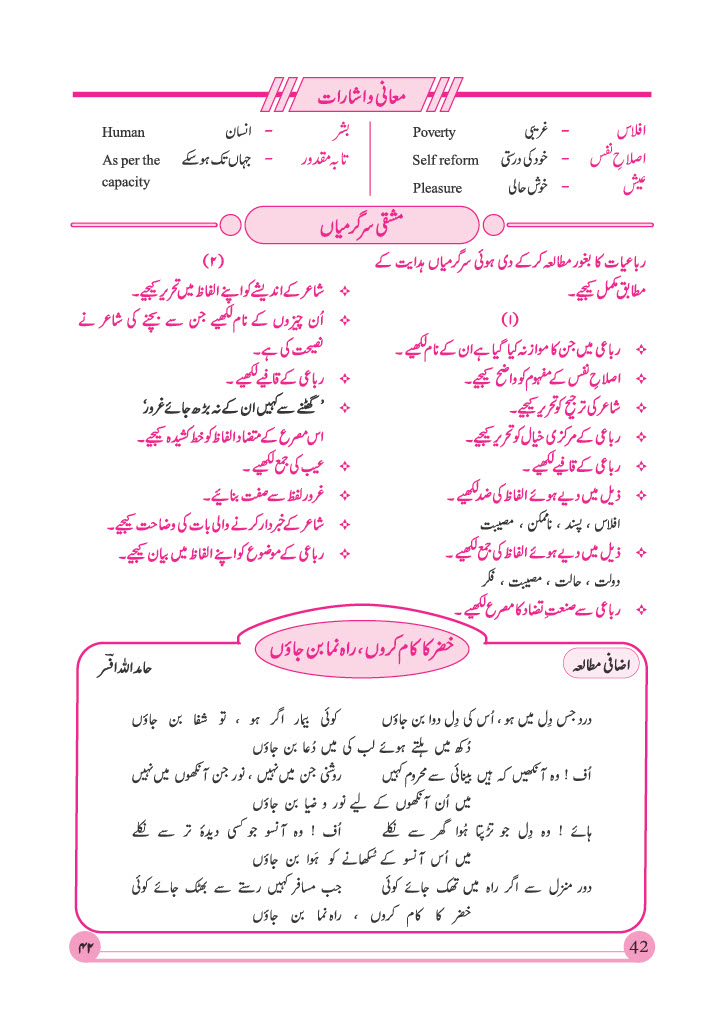 معانی و اشارات
افلاس - غریبی Poverty
اصلاحِ نفس - خود کی درستی Self reform
عیش - خوش حالی Pleasure
بشر - انسان Human
تابہ مقدور - جہاں تک ہو سکے As per the
capacity
مشقی سرگرمیاں
رباعیات کا بغور مطالعہ کرکے دی ہوئی سرگرمیاں ہدایت کے
مطابق مکمل کیجیے۔
(۱)
❖ رباعی میں جن کا موازنہ کیا گیا ہے ان کے نام لکھیے۔
❖ اصلاحِ نفس کے مفہوم کو واضح کیجیے۔
❖ شاعر کی ترجیح کو تحریر کیجیے۔
❖ رباعی کے مرکزی خیال کو تحریر کیجیے۔
❖ رباعی کے قافیے لکھیے۔
❖ ذیل میں دیے ہوئے الفاظ کی ضد لکھیے۔
افلاس ، پسند ، ناممکن ، مصیبت
❖ ذیل میں دیے ہوئے الفاظ کی جمع لکھیے۔
دولت ، حالت ، مصیبت ، فکر
❖ رباعی سے صنعتِ تضاد کا مصرع لکھیے۔
(۲)
❖ شاعر کے اندیشے کو اپنے الفاظ میں تحریر کیجیے۔
❖ اُن چیزوں کے نام لکھیے جن سے بچنے کی شاعر نے
نصیحت کی ہے۔
❖ رباعی کے قافیے لکھیے۔
❖ ’گھٹنے سے کہیں ان کے نہ بڑھ جائے غرور‘
اس مصرع کے متضاد الفاظ کو خط کشیدہ کیجیے۔
❖ عیب کی جمع لکھیے۔
❖ غرور لفظ سے صفت بنائیے۔
❖ شاعر کے خبردار کرنے والی بات کی وضاحت کیجیے۔
❖ رباعی کے موضوع کو اپنے الفاظ میں بیان کیجیے۔
اضافی مطالعہ
خضر کا کام کروں، راہ نما بن جاؤں
حامد اللہ افسرؔ
درد جس دِل میں ہو، اُس کی دِل دوا بن جاؤں کوئی بیمار اگر ہو ، تو شفا بن جاؤں
دُکھ میں ہلتے ہوئے لب کی میں دُعا بن جاؤں
اُف! وہ آنکھیں کہ ہیں بینائی سے محروم کہیں روشنی جن میں نہیں ، نور جن آنکھوں میں نہیں
میں اُن آنکھوں کے لیے نور و ضیا بن جاؤں
ہائے ! وہ دِل جو تڑپتا ہُوا گھر سے نکلے اُف ! وہ آنسو جو کسی دیدۂ تر سے نکلے
میں اُس آنسو کے سُکھانے کو ہَوا بن جاؤں
دور منزل سے اگر راہ میں تھک جائے کوئی جب مسافر کہیں رستے سے بھٹک جائے کوئی
خضر کا کام کروں ، راہ نما بن جاؤں
۴۲
42